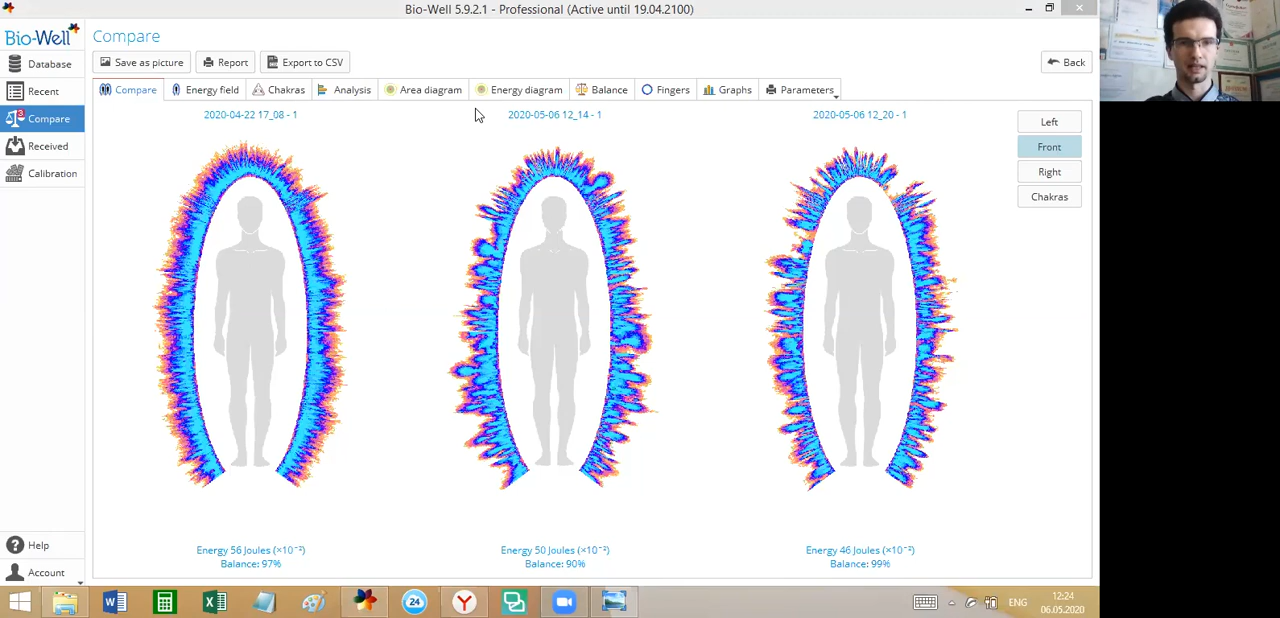 Bio-Well 5.9.2.1 - Professional (Active until 19.04.2100)
Bio-Well
Compare
Database
Save as picture
Report
Export to CSV
Back
Recent
Compare
Energy field
Chakras
Analysis
Area diagram
Energy diagram
Balance
Fingers
Graphs
Parameters
3
Compare
2020-04-22 17_08 - 1
2020-05-06 12_14 - 1
2020-05-06 12_20 - 1
Left
Received
Front
Calibration
Right
Chakras
Help
Energy 56 Joules (×10⁻²)
Balance: 97%
Energy 50 Joules (×10⁻²)
Balance: 90%
Energy 46 Joules (×10⁻²)
Balance: 99%
Account
24
ENG
12:24
06.05.2020